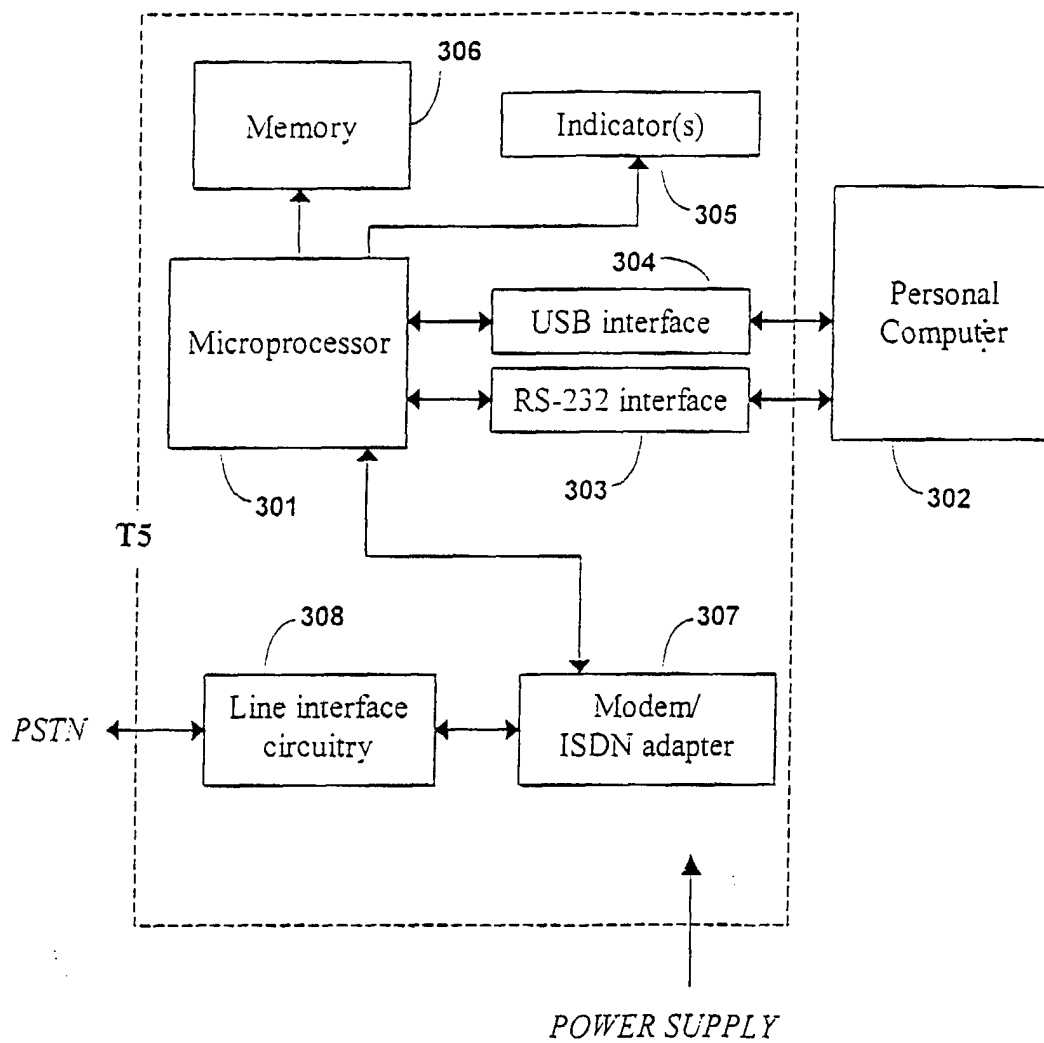 306
Memory
Indicator(s)
305
304
Personal
Computer
USB interface
Microprocessor
RS-232 interface
301
303
302
T5
308
307
Line interface
circuitry
Modem/
ISDN adapter
PSTN
POWER SUPPLY